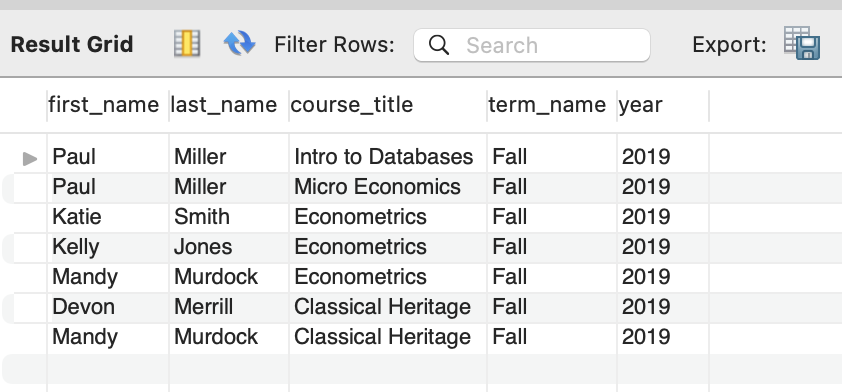 Result Grid Filter Rows: Search Export:
first_name last_name course_title term_name year
Paul Miller Intro to Databases Fall 2019
Paul Miller Micro Economics Fall 2019
Katie Smith Econometrics Fall 2019
Kelly Jones Econometrics Fall 2019
Mandy Murdock Econometrics Fall 2019
Devon Merrill Classical Heritage Fall 2019
Mandy Murdock Classical Heritage Fall 2019